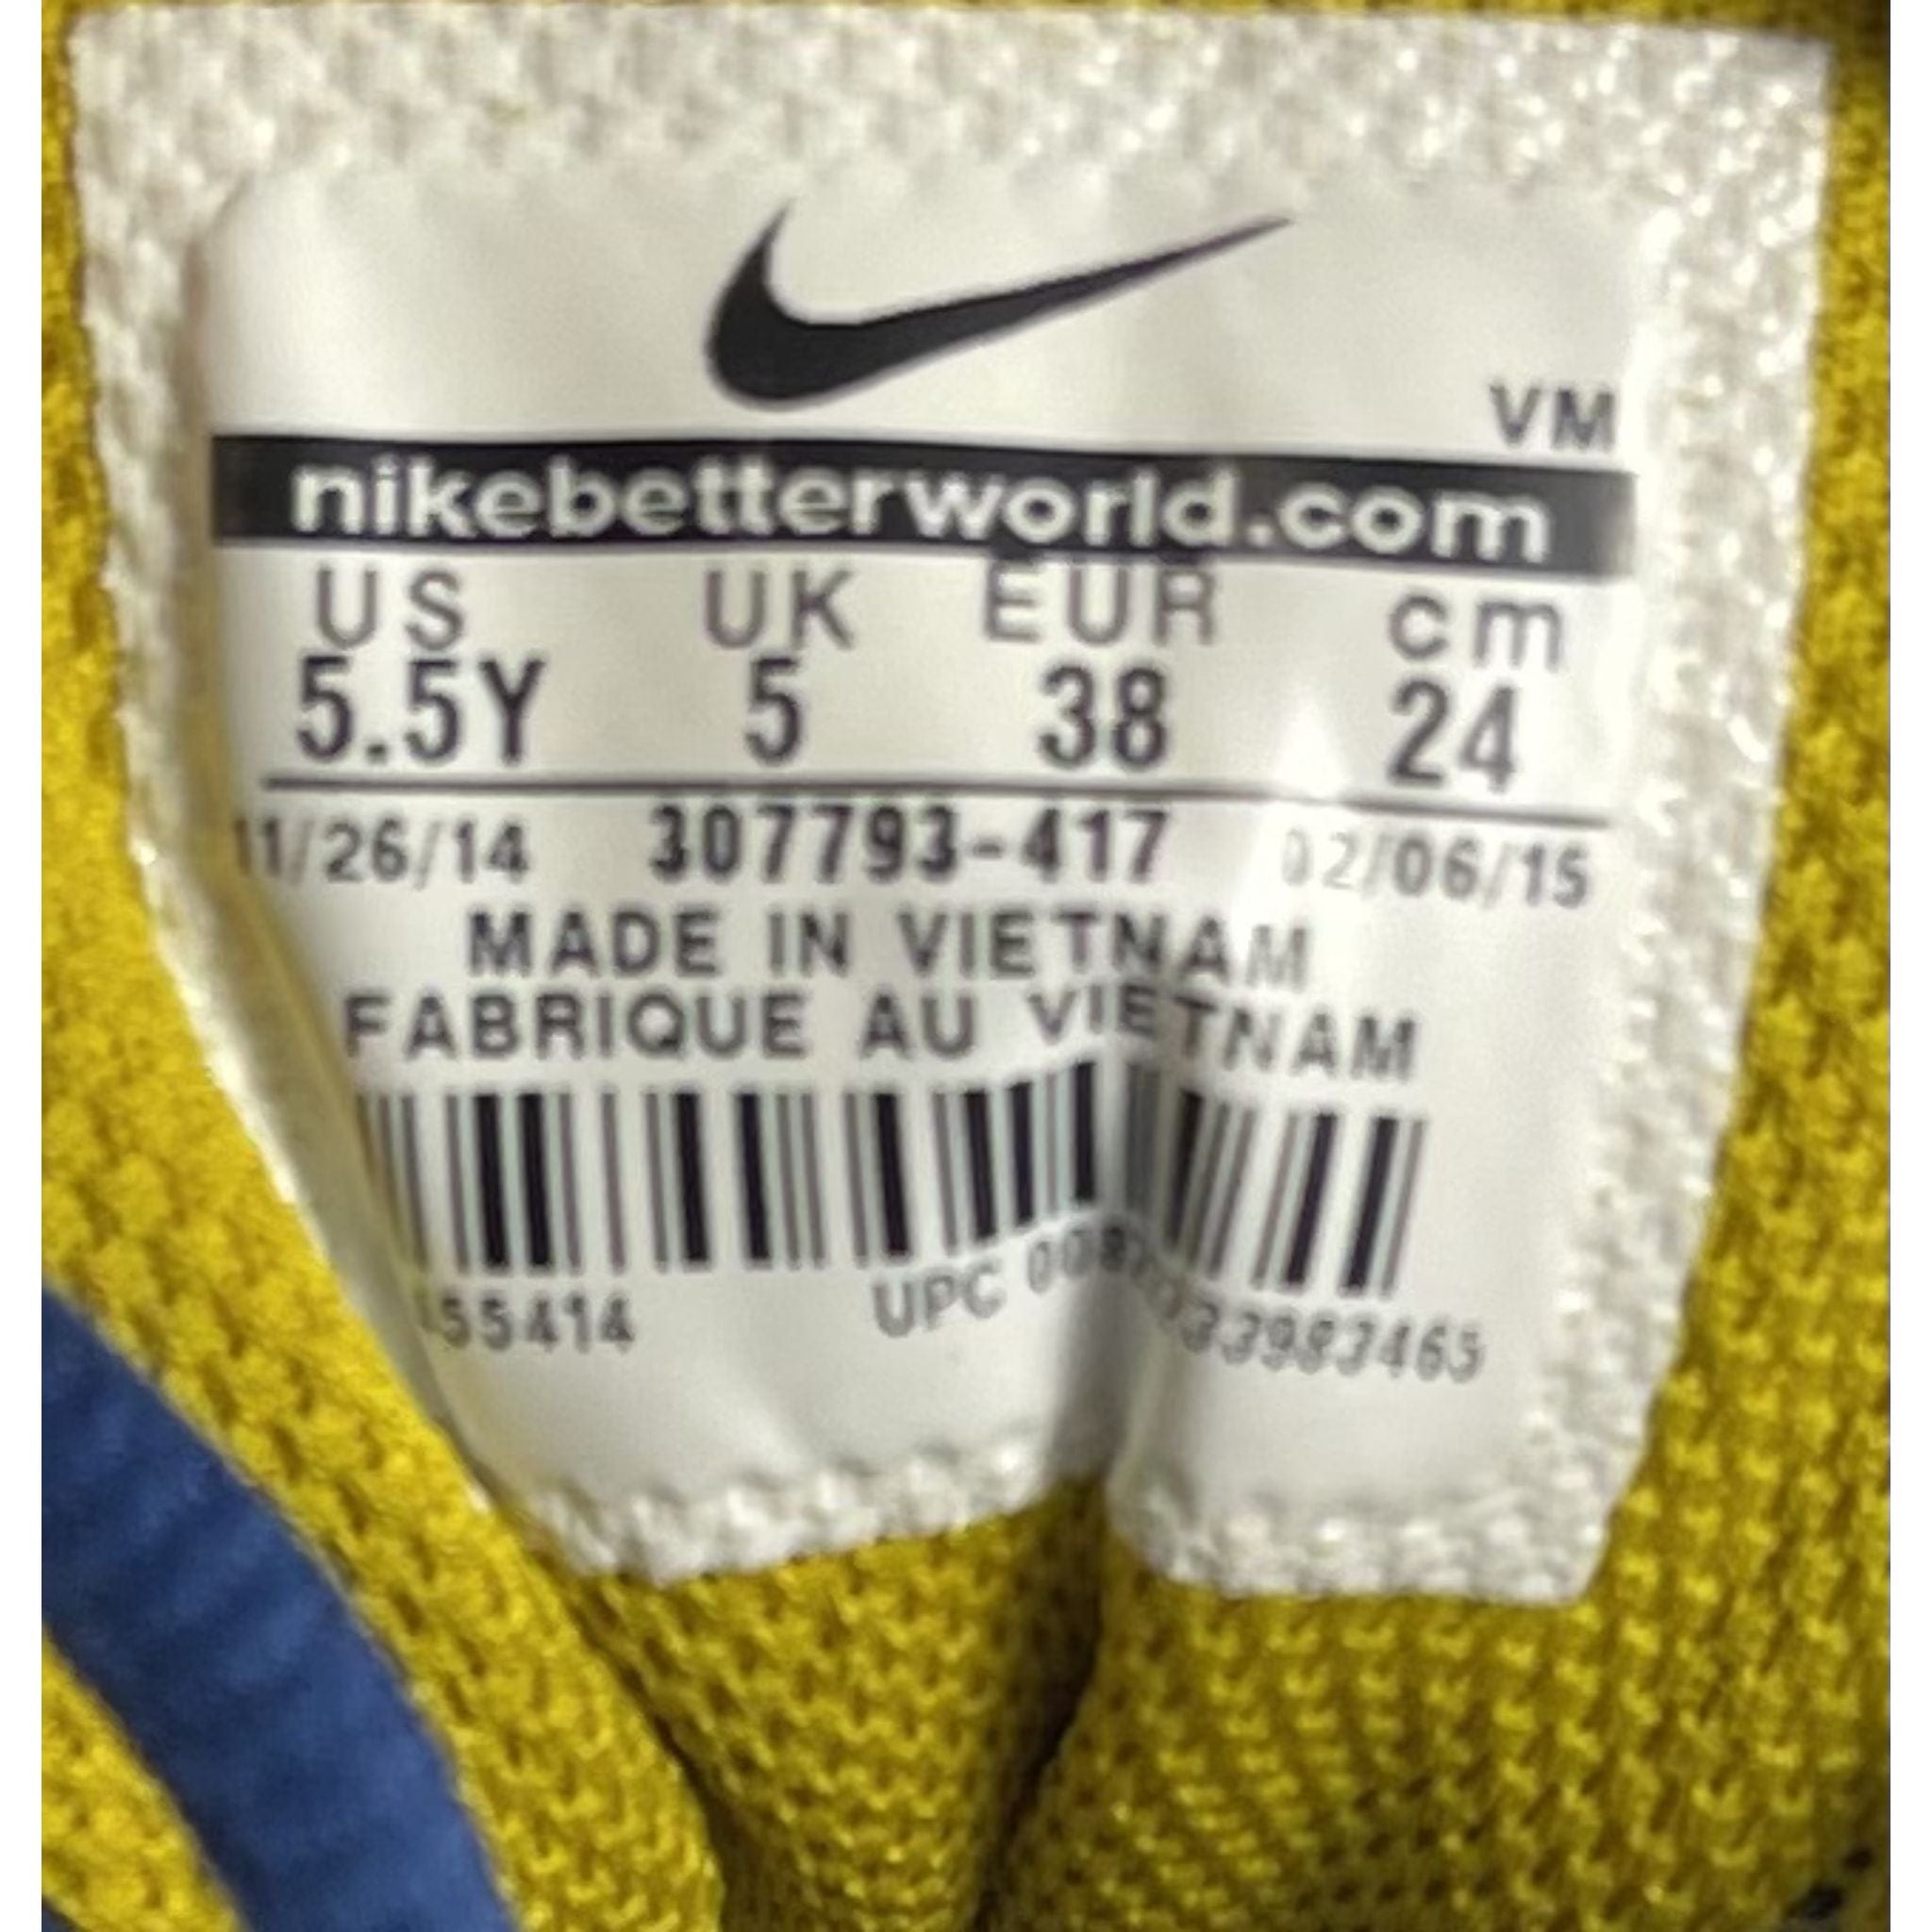 VM
nikebetterworld.com
US UK EUR cm
5.5Y 5 38 24
11/26/14 307793-417 02/06/15
MADE IN VIETNAM
FABRIQUE AU VIETNAM
UPC